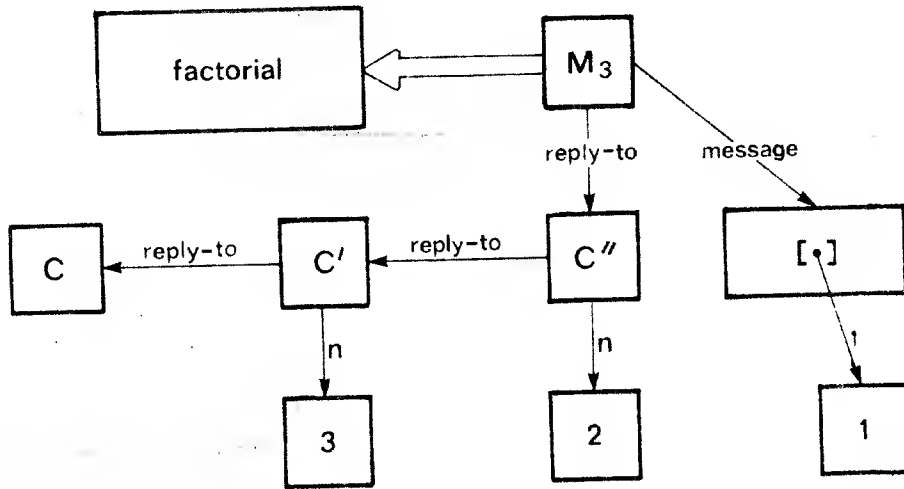 factorial
M3
reply-to
message
C
reply-to
C′
reply-to
C″
[•]
n
n
1
3
2
1